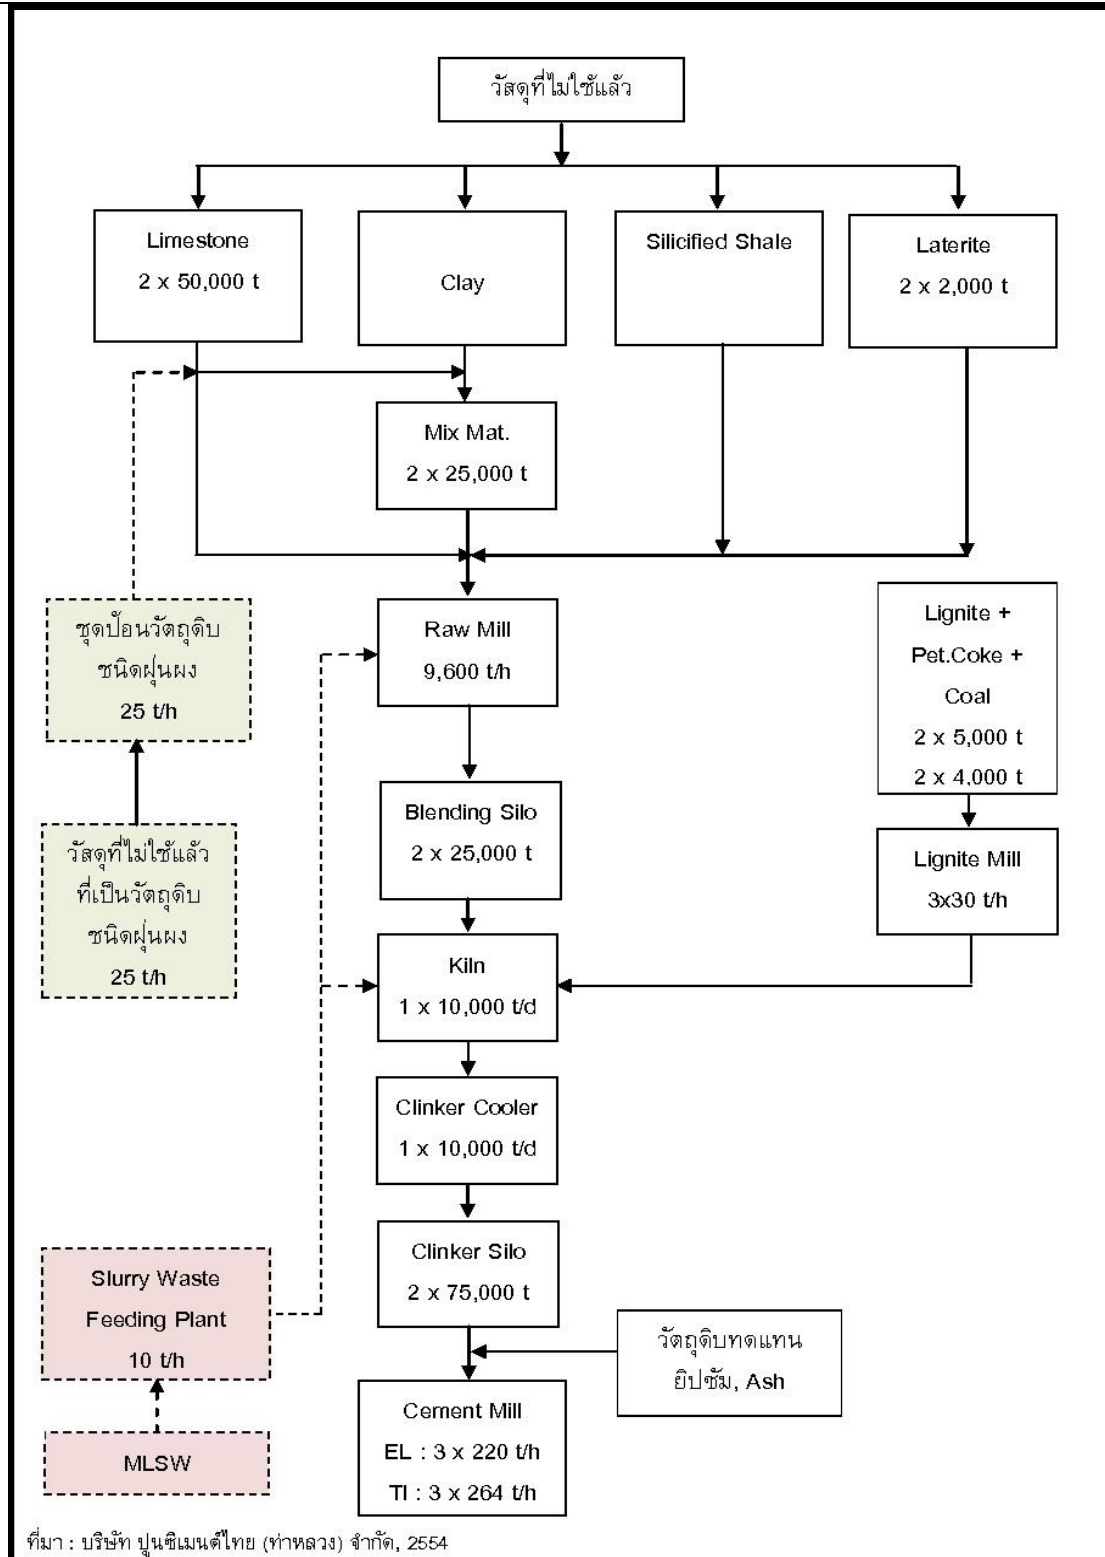 วัสดุที่ไม่ใช้แล้ว
Limestone
2 x 50,000 t
Clay
Silicified Shale
Laterite
2 x 2,000 t
Mix Mat.
2 x 25,000 t
ชุดป้อนวัตถุดิบ
ชนิดฝุ่นผง
25 t/h
Raw Mill
9,600 t/h
Lignite +
Pet.Coke +
Coal
2 x 5,000 t
2 x 4,000 t
วัสดุที่ไม่ใช้แล้ว
ที่เป็นวัตถุดิบ
ชนิดฝุ่นผง
25 t/h
Blending Silo
2 x 25,000 t
Lignite Mill
3x30 t/h
Kiln
1 x 10,000 t/d
Clinker Cooler
1 x 10,000 t/d
Slurry Waste
Feeding Plant
10 t/h
Clinker Silo
2 x 75,000 t
วัตถุดิบทดแทน
ยิปซัม, Ash
MLSW
Cement Mill
EL : 3 x 220 t/h
TI : 3 x 264 t/h
ที่มา : บริษัท ปูนซิเมนต์ไทย (ท่าหลวง) จำกัด, 2554